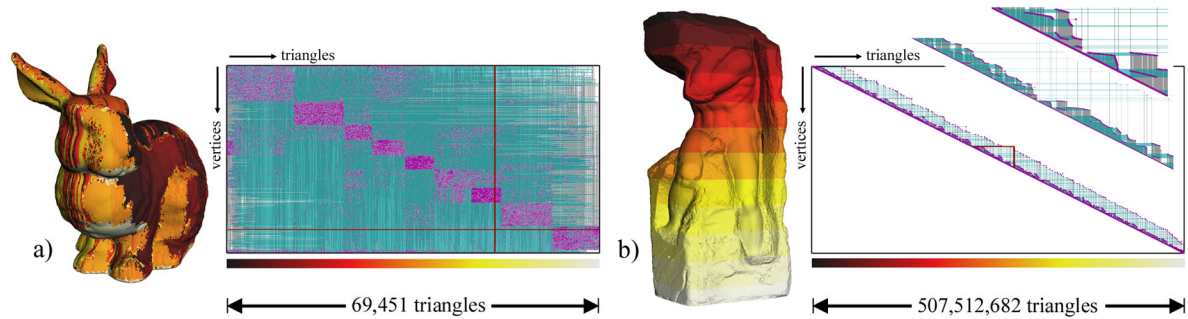 triangles
vertices
a)
69,451 triangles
triangles
vertices
b)
507,512,682 triangles